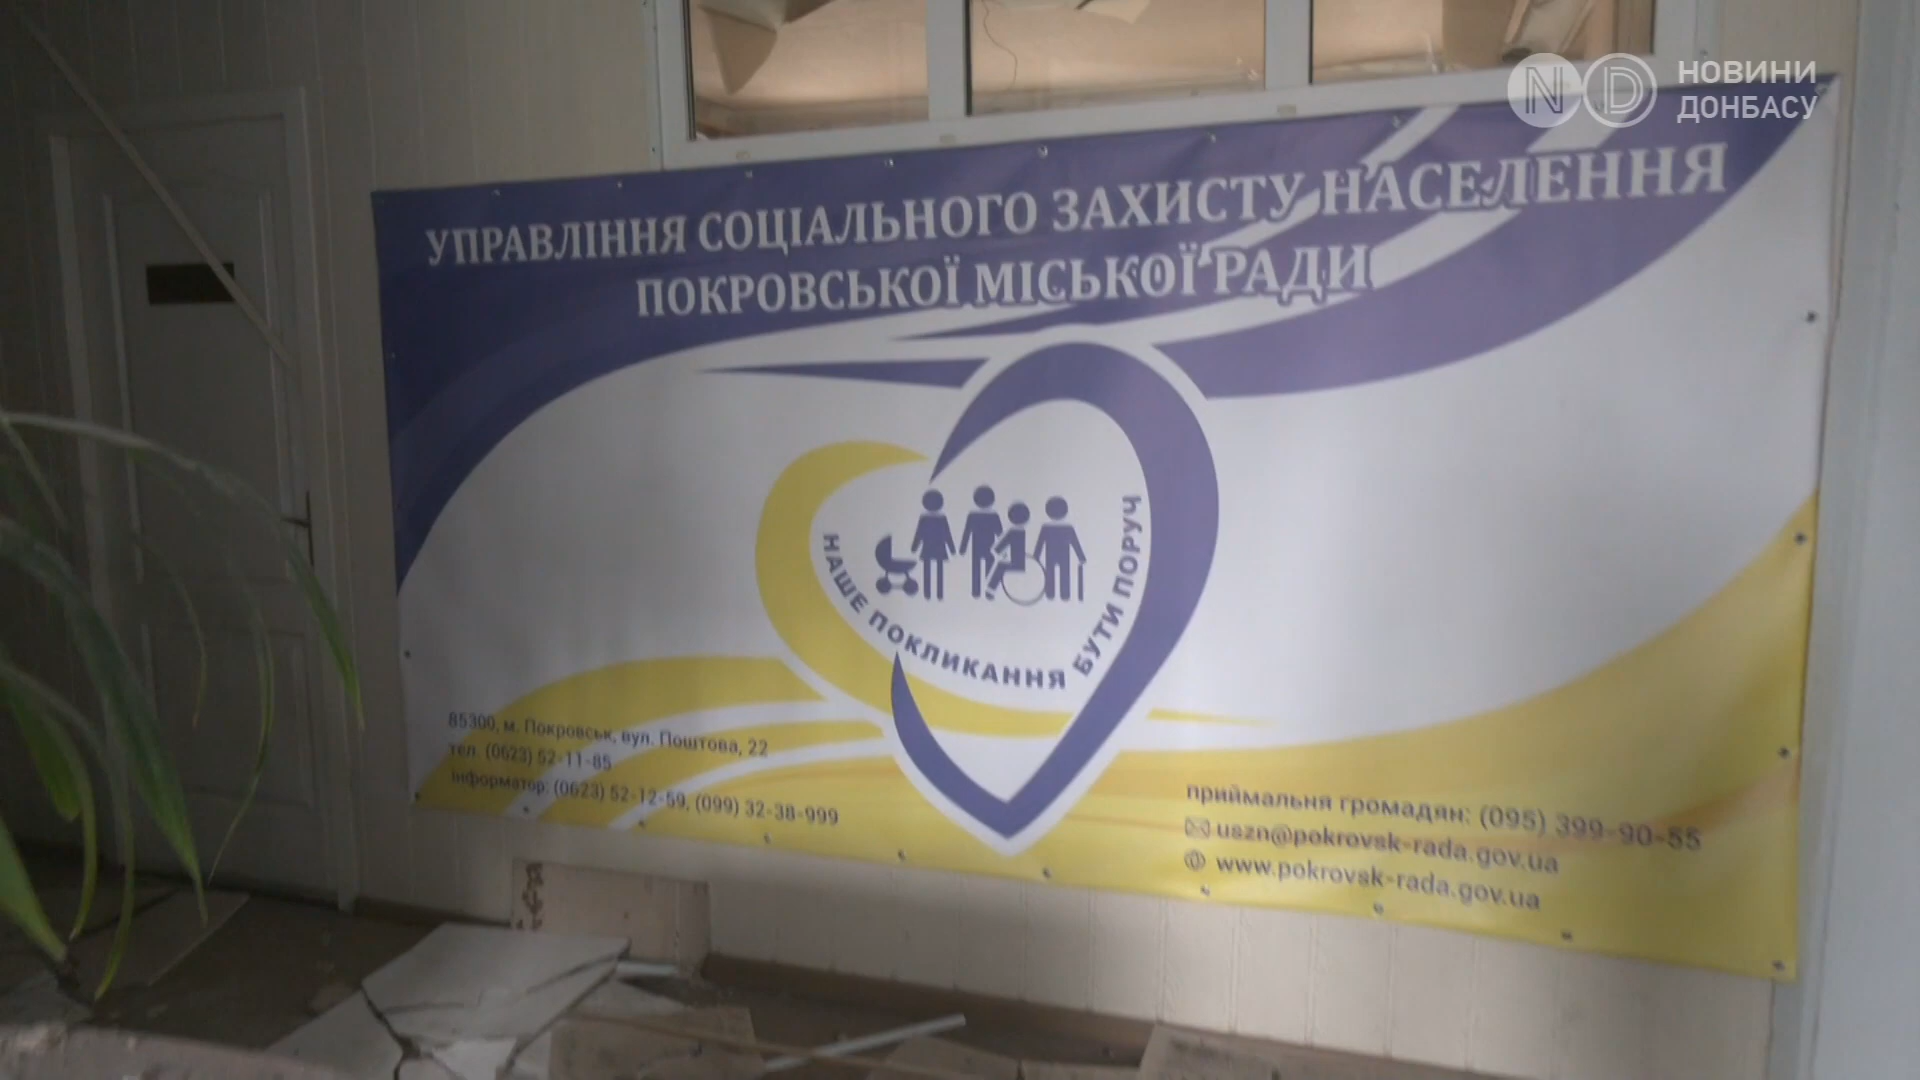 ND НОВИНИ
ДОНБАСУ
УПРАВЛІННЯ СОЦІАЛЬНОГО ЗАХИСТУ НАСЕЛЕННЯ
ПОКРОВСЬКОЇ МІСЬКОЇ РАДИ
НАШЕ ПОКЛИКАННЯ БУТИ ПОРУЧ
85300, м. Покровськ, вул. Поштова, 22
тел. (0623) 52-11-85
Інформатор: (0623) 52-12-59, (099) 32-38-999
приймальня громадян: (095) 399-90-55
uszn@pokrovsk-rada.gov.ua
www.pokrovsk-rada.gov.ua